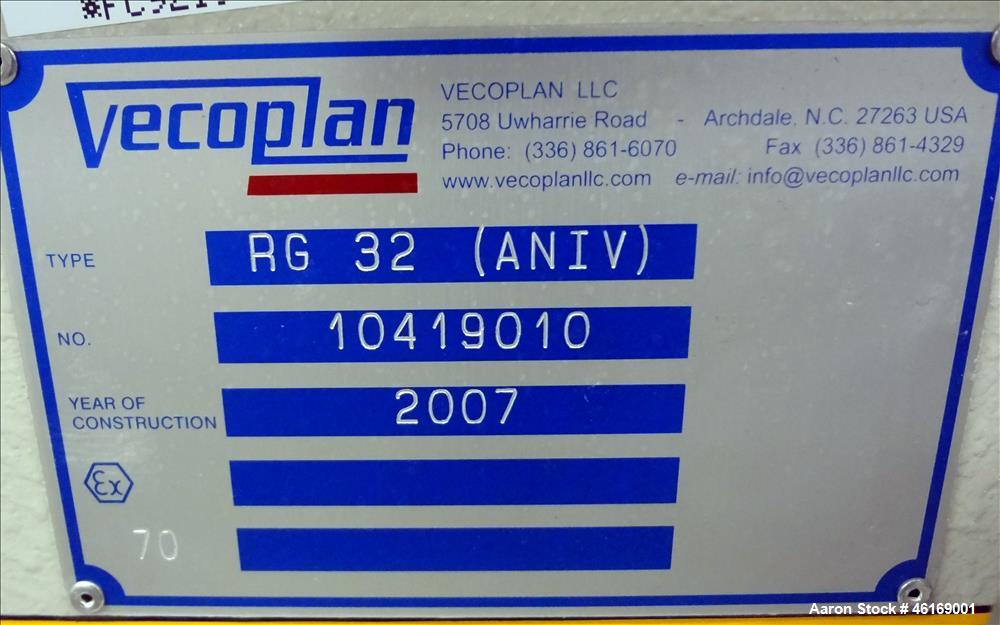 vecoplan
VECOPLAN LLC
5708 Uwharrie Road - Archdale, N.C. 27263 USA
Phone: (336) 861-6070 Fax (336) 861-4329
www.vecoplanllc.com e-mail: info@vecoplanllc.com
TYPE RG 32 (ANIV)
NO. 10419010
YEAR OF
CONSTRUCTION 2007
Ex
70
Aaron Stock # 46169001